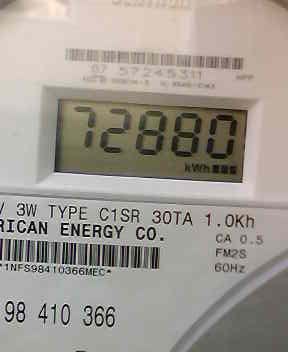 07 57245311
72880
kWh
V 3W TYPE C1SR 30TA 1.0Kh
RICAN ENERGY CO.
CA 0.5
FM2S
60Hz
*1NFS98410366MEC*
98 410 366